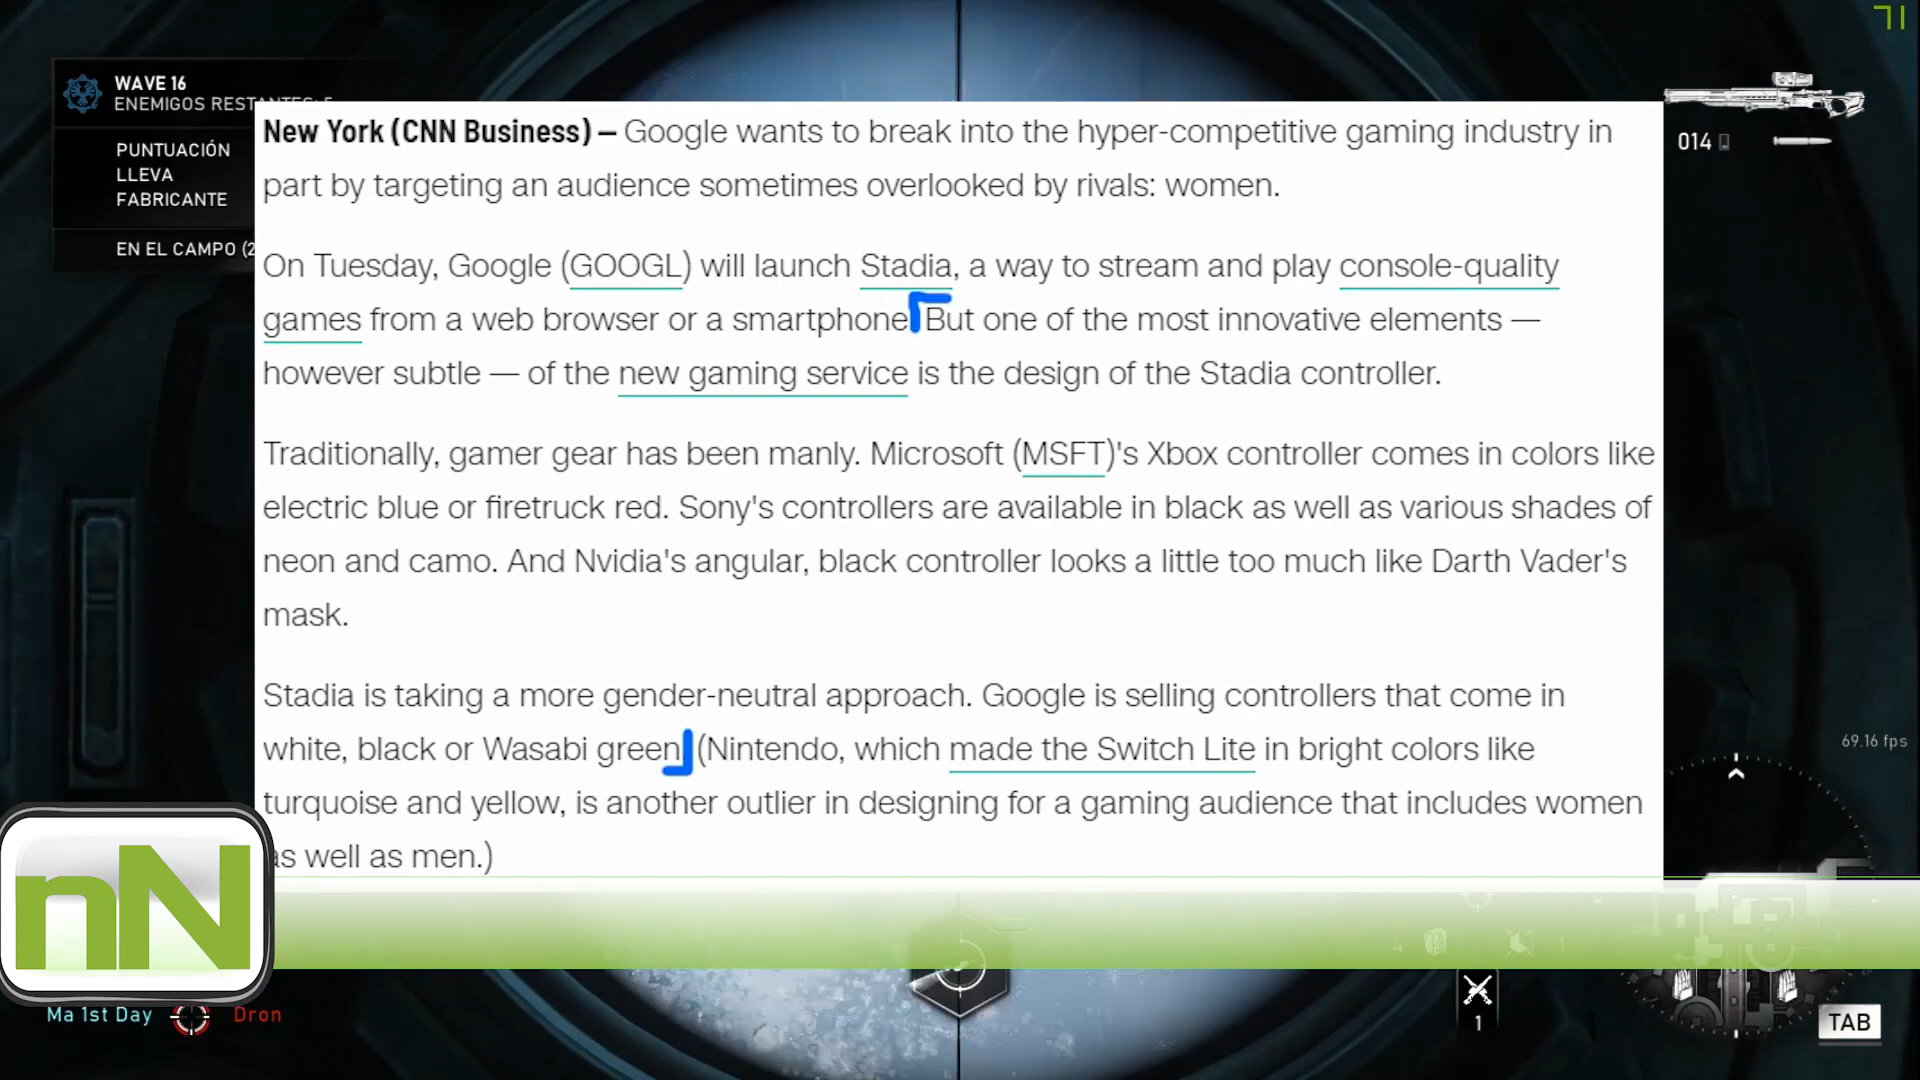 WAVE 16
ENEMIGOS RESTANTES: 5
PUNTUACIÓN
LLEVA
FABRICANTE
EN EL CAMPO (2
014
New York (CNN Business) — Google wants to break into the hyper-competitive gaming industry in
part by targeting an audience sometimes overlooked by rivals: women.
On Tuesday, Google (GOOGL) will launch Stadia, a way to stream and play console-quality
games from a web browser or a smartphone. But one of the most innovative elements —
however subtle — of the new gaming service is the design of the Stadia controller.
Traditionally, gamer gear has been manly. Microsoft (MSFT)'s Xbox controller comes in colors like
electric blue or firetruck red. Sony's controllers are available in black as well as various shades of
neon and camo. And Nvidia's angular, black controller looks a little too much like Darth Vader's
mask.
Stadia is taking a more gender-neutral approach. Google is selling controllers that come in
white, black or Wasabi green. (Nintendo, which made the Switch Lite in bright colors like
turquoise and yellow, is another outlier in designing for a gaming audience that includes women
as well as men.)
71
69.16 fps
nN
4
1
Ma 1st Day
Dron
1
TAB